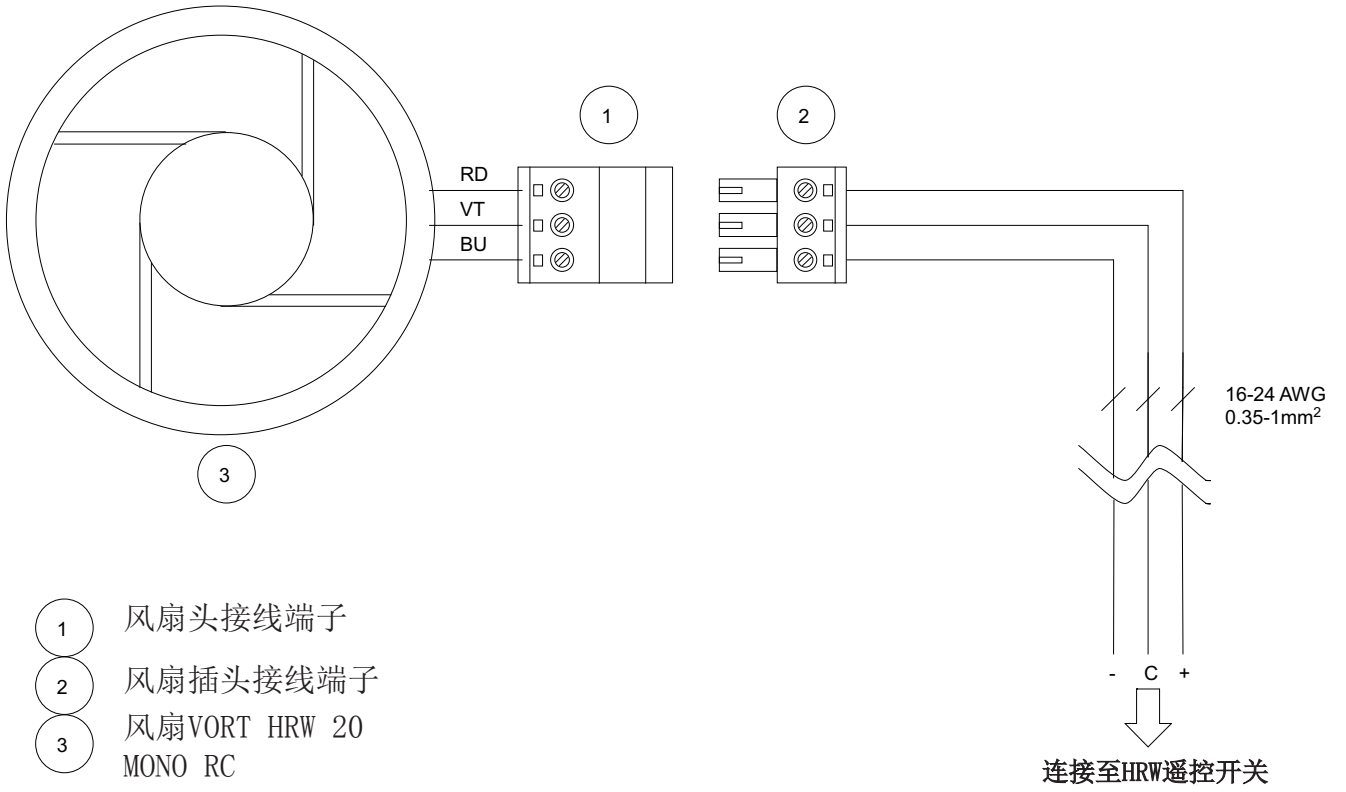 1
2
RD
VT
BU
16-24 AWG
0.35-1mm²
3
1 风扇头接线端子
2 风扇插头接线端子
3 风扇VORT HRW 20
MONO RC
- C +
连接至HRW遥控开关